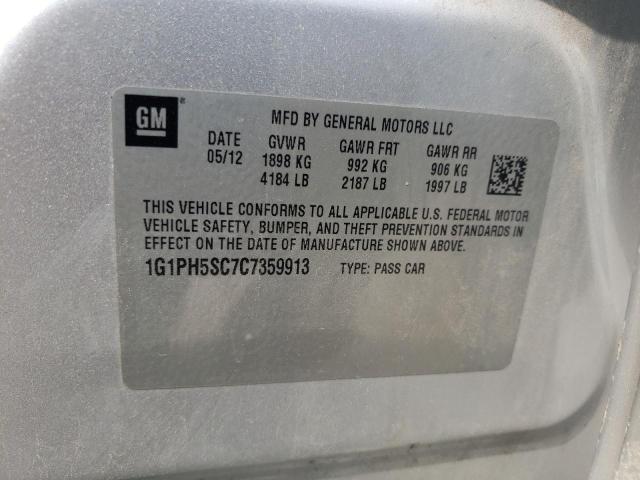 GM
MFD BY GENERAL MOTORS LLC
DATE GVWR GAWR FRT GAWR RR
05/12 1898 KG 992 KG 906 KG
4184 LB 2187 LB 1997 LB
THIS VEHICLE CONFORMS TO ALL APPLICABLE U.S. FEDERAL MOTOR
VEHICLE SAFETY, BUMPER, AND THEFT PREVENTION STANDARDS IN
EFFECT ON THE DATE OF MANUFACTURE SHOWN ABOVE.
1G1PH5SC7C7359913 TYPE: PASS CAR